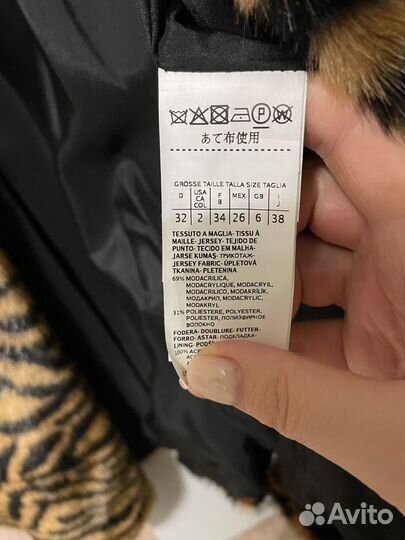 あて布使用
GRÖSSE TAILLE TALLA SIZE TAGLIA
D USA CA COL F B MEX GB I J
32 2 34 26 6 38
TESSUTO A MAGLIA- TISSU À
MAILLE- JERSEY- TEJIDO DE
PUNTO- TECIDO EM MALHA-
JARSE KUMAŞ- ТРИКОТАЖ-
JERSEY FABRIC- ÚPLETOVÁ
TKANINA- PLETENINA
69% MODACRILICA,
MODACRYLIQUE, MODACRYL,
MODACRILICO, MODAKRİLİK,
МОДАКРИЛ, MODACRYLIC,
MODAKRYL
31% POLIESTERE, POLYESTER,
POLIESTER, ПОЛИЭФИРНОЕ
ВОЛОКНО
FODERA- DOUBLURE- FUTTER-
FORRO- ASTAR- ПОДКЛАДКА-
LINING- PODŠ
100% ACE
Avito